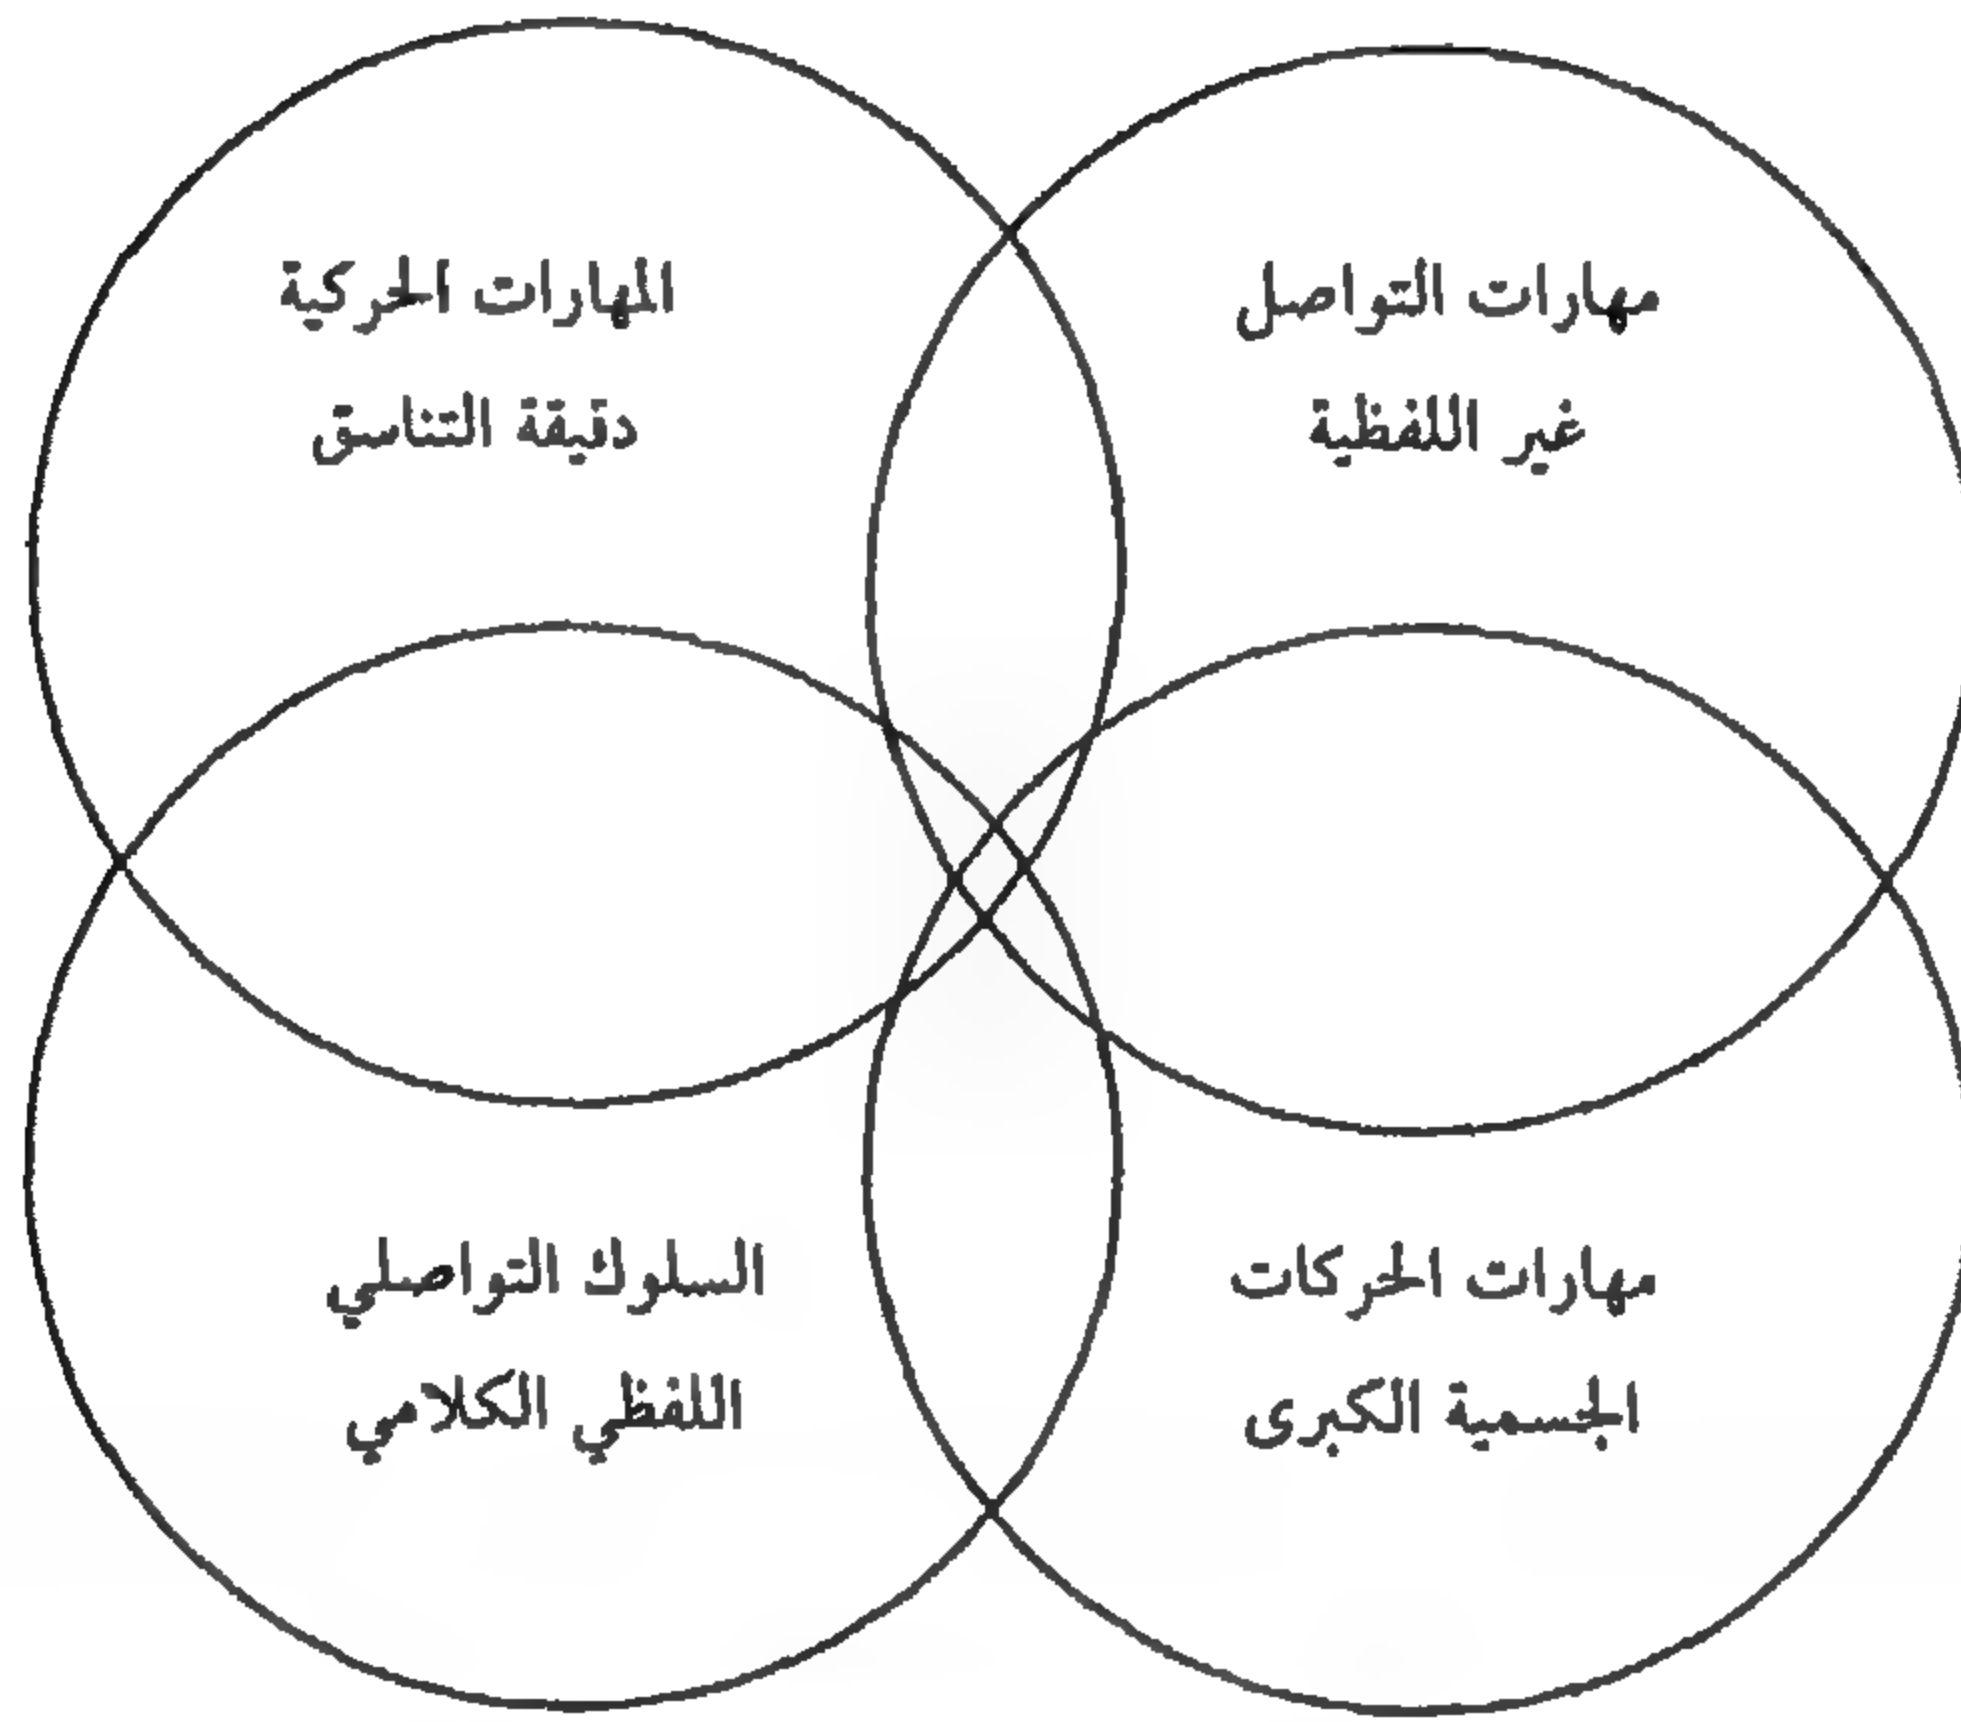 مهارات التواصل
غير اللفظية
المهارات الحركية
دقيقة التناسق
مهارات الحركات
الجسمية الكبرى
السلوك التواصلي
اللفظي الكلامي